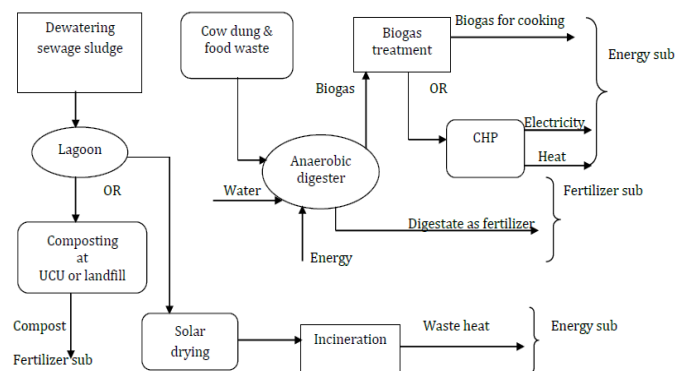 Dewatering
sewage sludge
Cow dung &
food waste
Biogas
treatment
Biogas for cooking
Energy sub
Biogas
OR
CHP
Electricity
Heat
Lagoon
Anaerobic
digester
OR
Water
Fertilizer sub
Digestate as fertilizer
Composting
at
UCU or landfill
Energy
Compost
Fertilizer sub
Solar
drying
Incineration
Waste heat
Energy sub